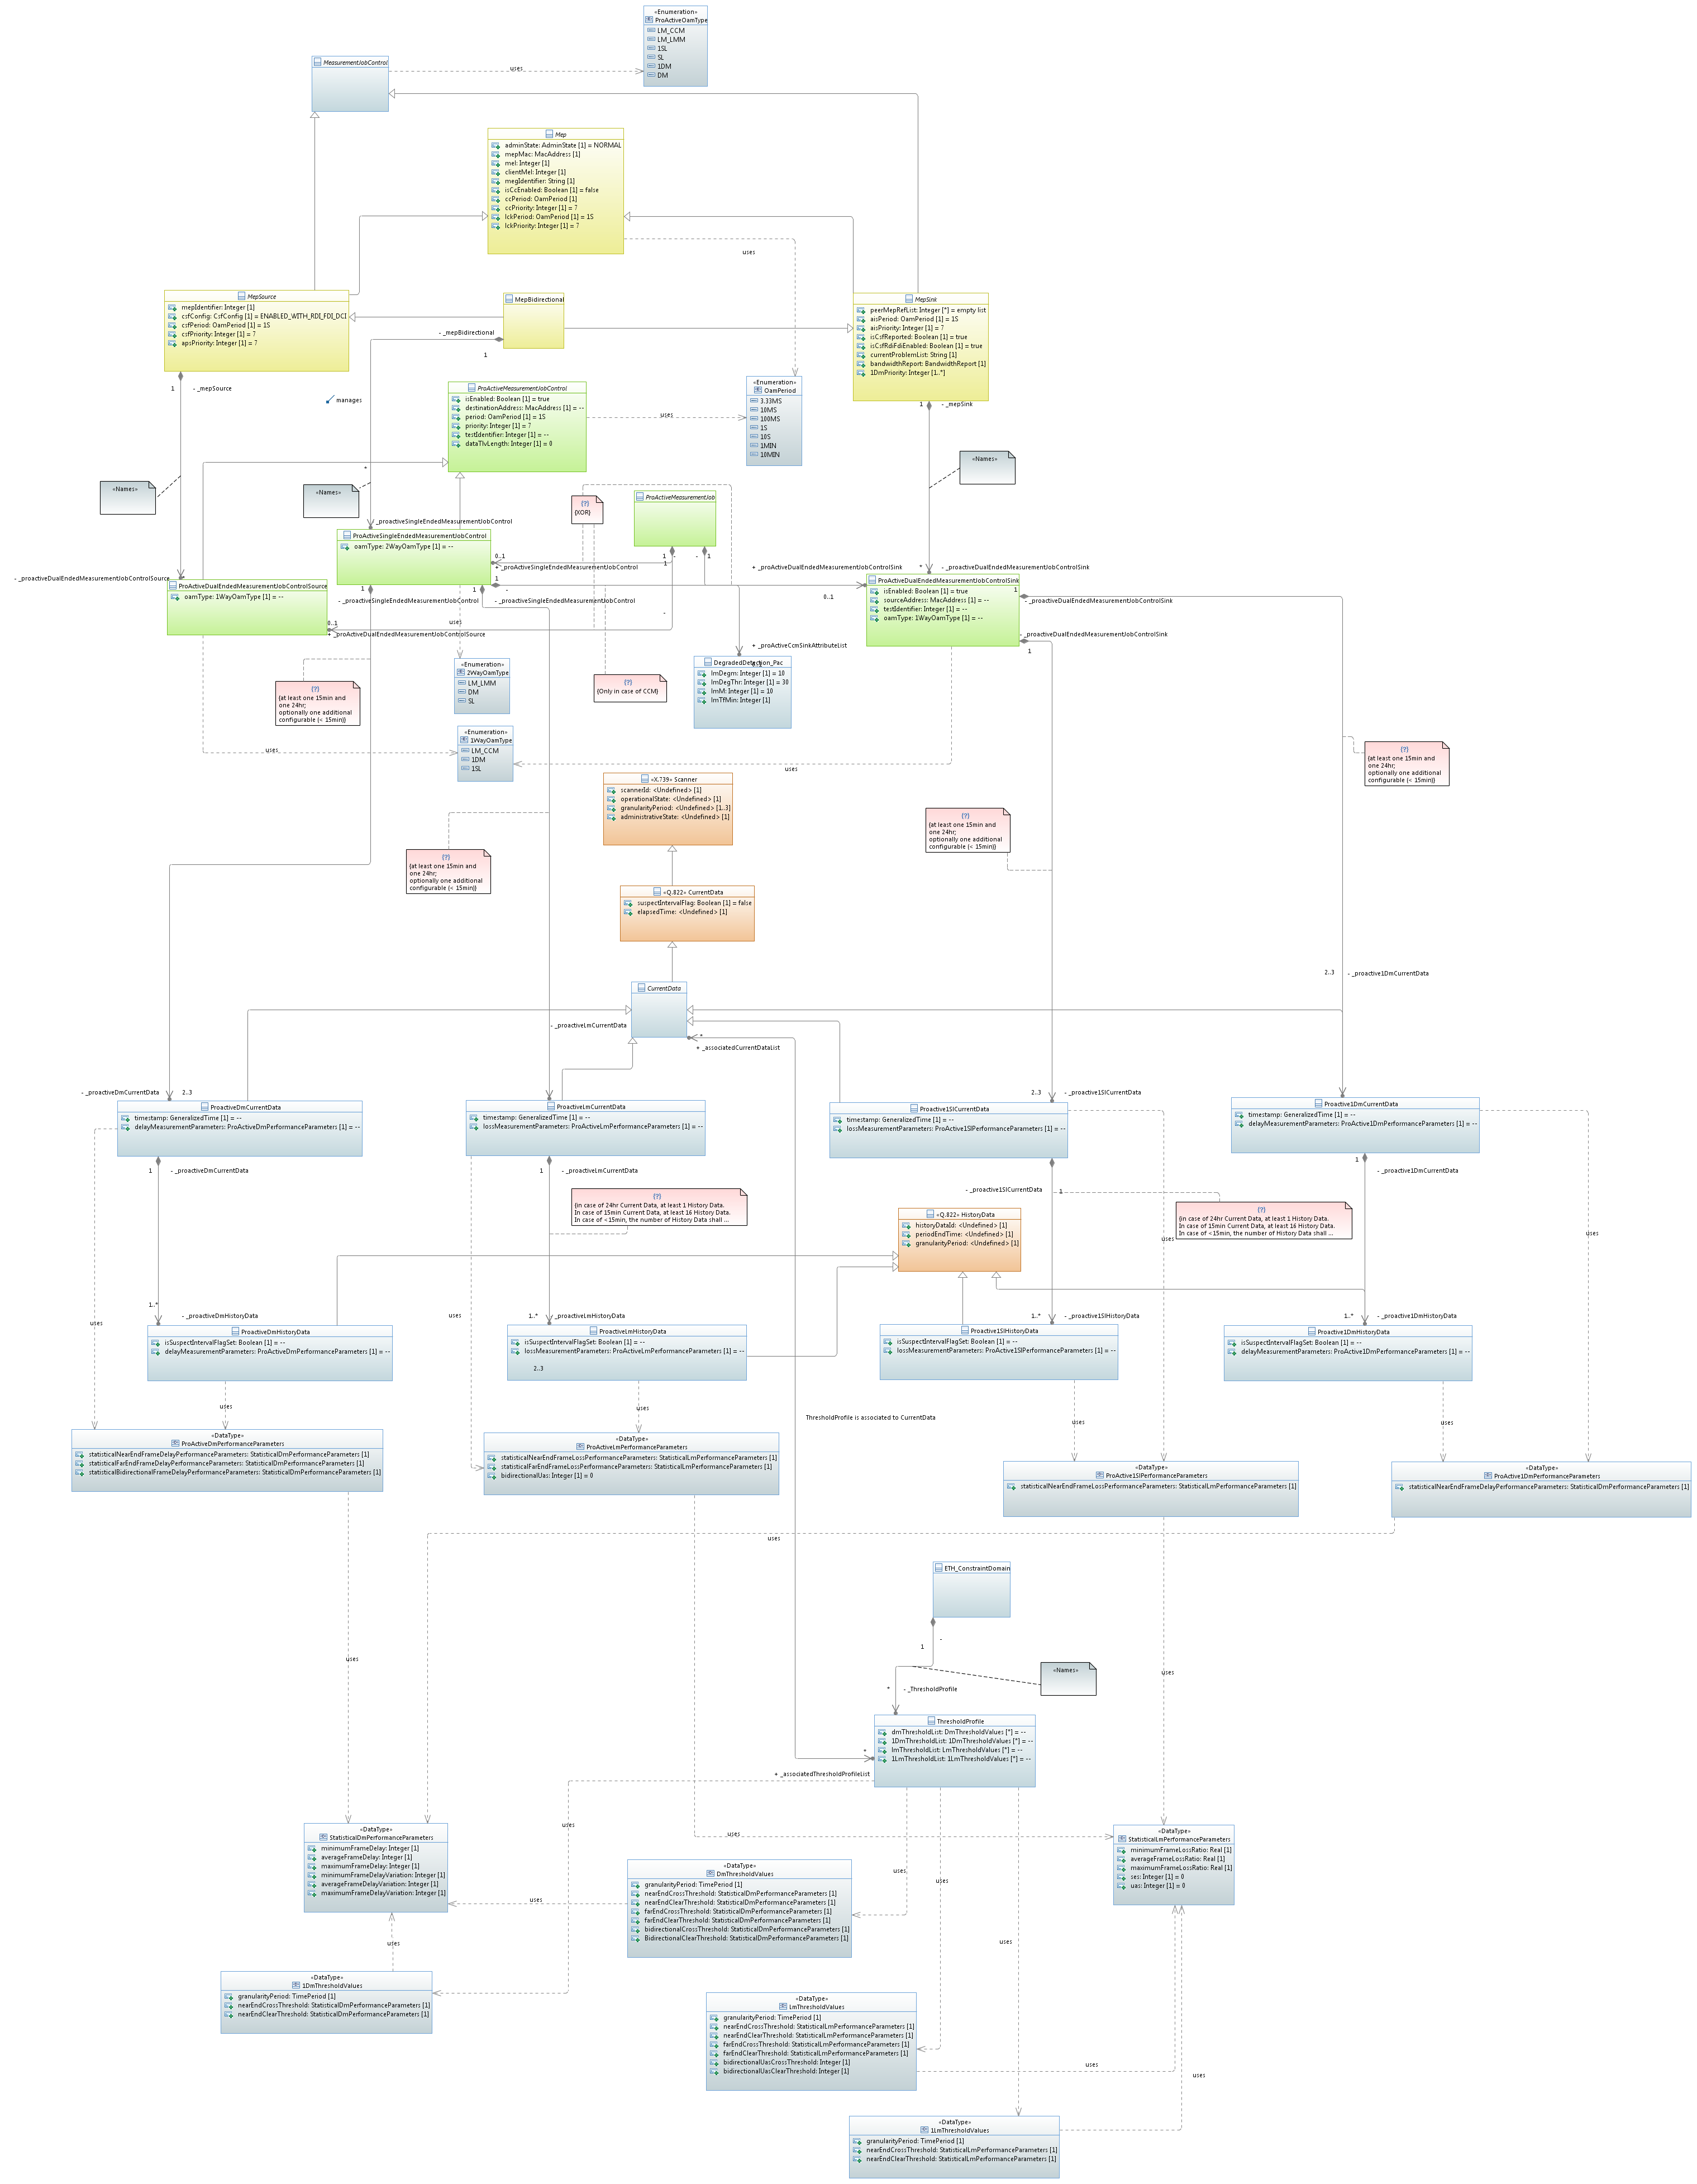 «Enumeration»
ProActiveOamType
LM_CCM
LM_LMM
1SL
SL
1DM
DM
MeasurementJobControl
uses
Mep
adminState: AdminState [1] = NORMAL
mepMac: MacAddress [1]
mel: Integer [1]
clientMel: Integer [1]
megIdentifier: String [1]
isCcEnabled: Boolean [1] = false
ccPeriod: OamPeriod [1]
ccPriority: Integer [1] = 7
lckPeriod: OamPeriod [1] = 1S
lckPriority: Integer [1] = 7
uses
MepSource
mepIdentifier: Integer [1]
csfConfig: CsfConfig [1] = ENABLED_WITH_RDI_FDI_DCI
csfPeriod: OamPeriod [1] = 1S
csfPriority: Integer [1] = 7
apsPriority: Integer [1] = 7
MepBidirectional
- _mepBidirectional
1
MepSink
peerMepRefList: Integer [*] = empty list
aisPeriod: OamPeriod [1] = 1S
aisPriority: Integer [1] = 7
isCsfReported: Boolean [1] = true
isCsfRdiFdiEnabled: Boolean [1] = true
currentProblemList: String [1]
bandwidthReport: BandwidthReport [1]
1DmPriority: Integer [1..*]
1
- _mepSource
manages
ProActiveMeasurementJobControl
isEnabled: Boolean [1] = true
destinationAddress: MacAddress [1] = --
period: OamPeriod [1] = 1S
priority: Integer [1] = 7
testIdentifier: Integer [1] = --
dataTlvLength: Integer [1] = 0
uses
«Enumeration»
OamPeriod
3.33MS
10MS
100MS
1S
10S
1MIN
10MIN
1
- _mepSink
«Names»
«Names»
«Names»
*
{?}
{XOR}
ProActiveMeasurementJob
_proactiveSingleEndedMeasurementJobControl
ProActiveSingleEndedMeasurementJobControl
oamType: 2WayOamType [1] = --
0..1
+ _proActiveSingleEndedMeasurementJobControl
1
-
1
-
1
+ _proActiveDualEndedMeasurementJobControlSink
*
- _proactiveDualEndedMeasurementJobControlSink
0..1
- _proactiveDualEndedMeasurementJobControlSource
*
ProActiveDualEndedMeasurementJobControlSource
oamType: 1WayOamType [1] = --
1
- _proactiveSingleEndedMeasurementJobControl
1
- _proactiveSingleEndedMeasurementJobControl
1
-
-
uses
0..1
+ _proActiveDualEndedMeasurementJobControlSource
ProActiveDualEndedMeasurementJobControlSink
isEnabled: Boolean [1] = true
sourceAddress: MacAddress [1] = --
testIdentifier: Integer [1] = --
oamType: 1WayOamType [1] = --
1
- _proactiveDualEndedMeasurementJobControlSink
- _proactiveDualEndedMeasurementJobControlSink
1
+ _proActiveCcmSinkAttributeList
0..1
DegradedDetection_Pac
lmDegm: Integer [1] = 10
lmDegThr: Integer [1] = 30
lmM: Integer [1] = 10
lmTfMin: Integer [1]
{?}
{Only in case of CCM}
«Enumeration»
2WayOamType
LM_LMM
DM
SL
{?}
{at least one 15min and
one 24hr;
optionally one additional
configurable (< 15min)}
«Enumeration»
1WayOamType
LM_CCM
1DM
1SL
uses
uses
{?}
{at least one 15min and
one 24hr;
optionally one additional
configurable (< 15min)}
«X.739» Scanner
scannerId: <Undefined> [1]
operationalState: <Undefined> [1]
granularityPeriod: <Undefined> [1..3]
administrativeState: <Undefined> [1]
{?}
{at least one 15min and
one 24hr;
optionally one additional
configurable (< 15min)}
{?}
{at least one 15min and
one 24hr;
optionally one additional
configurable (< 15min)}
«Q.822» CurrentData
suspectIntervalFlag: Boolean [1] = false
elapsedTime: <Undefined> [1]
2..3
- _proactive1DmCurrentData
CurrentData
- _proactiveLmCurrentData
*
+ _associatedCurrentDataList
- _proactiveDmCurrentData
2..3
2..3
- _proactive1SlCurrentData
ProactiveDmCurrentData
timestamp: GeneralizedTime [1] = --
delayMeasurementParameters: ProActiveDmPerformanceParameters [1] = --
ProactiveLmCurrentData
timestamp: GeneralizedTime [1] = --
lossMeasurementParameters: ProActiveLmPerformanceParameters [1] = --
Proactive1SlCurrentData
timestamp: GeneralizedTime [1] = --
lossMeasurementParameters: ProActive1SlPerformanceParameters [1] = --
Proactive1DmCurrentData
timestamp: GeneralizedTime [1] = --
delayMeasurementParameters: ProActive1DmPerformanceParameters [1] = --
1
- _proactiveDmCurrentData
1
- _proactiveLmCurrentData
- _proactive1SlCurrentData
1
1
- _proactive1DmCurrentData
{?}
{in case of 24hr Current Data, at least 1 History Data.
In case of 15min Current Data, at least 16 History Data.
In case of <15min, the number of History Data shall ...
{?}
{in case of 24hr Current Data, at least 1 History Data.
In case of 15min Current Data, at least 16 History Data.
In case of <15min, the number of History Data shall ...
«Q.822» HistoryData
historyDataId: <Undefined> [1]
periodEndTime: <Undefined> [1]
granularityPeriod: <Undefined> [1]
uses
uses
1..*
- _proactiveDmHistoryData
uses
uses
1..*
_proactiveLmHistoryData
1..*
- _proactive1SlHistoryData
1..*
- _proactive1DmHistoryData
ProactiveDmHistoryData
isSuspectIntervalFlagSet: Boolean [1] = --
delayMeasurementParameters: ProActiveDmPerformanceParameters [1] = --
ProactiveLmHistoryData
isSuspectIntervalFlagSet: Boolean [1] = --
lossMeasurementParameters: ProActiveLmPerformanceParameters [1] = --
2..3
Proactive1SlHistoryData
isSuspectIntervalFlagSet: Boolean [1] = --
lossMeasurementParameters: ProActive1SlPerformanceParameters [1] = --
Proactive1DmHistoryData
isSuspectIntervalFlagSet: Boolean [1] = --
delayMeasurementParameters: ProActive1DmPerformanceParameters [1] = --
uses
uses
ThresholdProfile is associated to CurrentData
uses
uses
«DataType»
ProActiveDmPerformanceParameters
statisticalNearEndFrameDelayPerformanceParameters: StatisticalDmPerformanceParameters [1]
statisticalFarEndFrameDelayPerformanceParameters: StatisticalDmPerformanceParameters [1]
statisticalBidirectionalFrameDelayPerformanceParameters: StatisticalDmPerformanceParameters [1]
«DataType»
ProActiveLmPerformanceParameters
statisticalNearEndFrameLossPerformanceParameters: StatisticalLmPerformanceParameters [1]
statisticalFarEndFrameLossPerformanceParameters: StatisticalLmPerformanceParameters [1]
bidirectionalUas: Integer [1] = 0
«DataType»
ProActive1SlPerformanceParameters
statisticalNearEndFrameLossPerformanceParameters: StatisticalLmPerformanceParameters [1]
«DataType»
ProActive1DmPerformanceParameters
statisticalNearEndFrameDelayPerformanceParameters: StatisticalDmPerformanceParameters [1]
uses
ETH_ConstraintDomain
1
-
uses
uses
«Names»
*
- _ThresholdProfile
ThresholdProfile
dmThresholdList: DmThresholdValues [*] = --
1DmThresholdList: 1DmThresholdValues [*] = --
lmThresholdList: LmThresholdValues [*] = --
1LmThresholdList: 1LmThresholdValues [*] = --
*
+ _associatedThresholdProfileList
uses
uses
«DataType»
StatisticalDmPerformanceParameters
minimumFrameDelay: Integer [1]
averageFrameDelay: Integer [1]
maximumFrameDelay: Integer [1]
minimumFrameDelayVariation: Integer [1]
averageFrameDelayVariation: Integer [1]
maximumFrameDelayVariation: Integer [1]
«DataType»
StatisticalLmPerformanceParameters
minimumFrameLossRatio: Real [1]
averageFrameLossRatio: Real [1]
maximumFrameLossRatio: Real [1]
ses: Integer [1] = 0
uas: Integer [1] = 0
«DataType»
DmThresholdValues
granularityPeriod: TimePeriod [1]
nearEndCrossThreshold: StatisticalDmPerformanceParameters [1]
nearEndClearThreshold: StatisticalDmPerformanceParameters [1]
farEndCrossThreshold: StatisticalDmPerformanceParameters [1]
farEndClearThreshold: StatisticalDmPerformanceParameters [1]
bidirectionalCrossThreshold: StatisticalDmPerformanceParameters [1]
BidirectionalClearThreshold: StatisticalDmPerformanceParameters [1]
uses
uses
uses
uses
uses
«DataType»
1DmThresholdValues
granularityPeriod: TimePeriod [1]
nearEndCrossThreshold: StatisticalDmPerformanceParameters [1]
nearEndClearThreshold: StatisticalDmPerformanceParameters [1]
«DataType»
LmThresholdValues
granularityPeriod: TimePeriod [1]
nearEndCrossThreshold: StatisticalLmPerformanceParameters [1]
nearEndClearThreshold: StatisticalLmPerformanceParameters [1]
farEndCrossThreshold: StatisticalLmPerformanceParameters [1]
farEndClearThreshold: StatisticalLmPerformanceParameters [1]
bidirectionalUasCrossThreshold: Integer [1]
bidirectionalUasClearThreshold: Integer [1]
uses
uses
«DataType»
1LmThresholdValues
granularityPeriod: TimePeriod [1]
nearEndCrossThreshold: StatisticalLmPerformanceParameters [1]
nearEndClearThreshold: StatisticalLmPerformanceParameters [1]